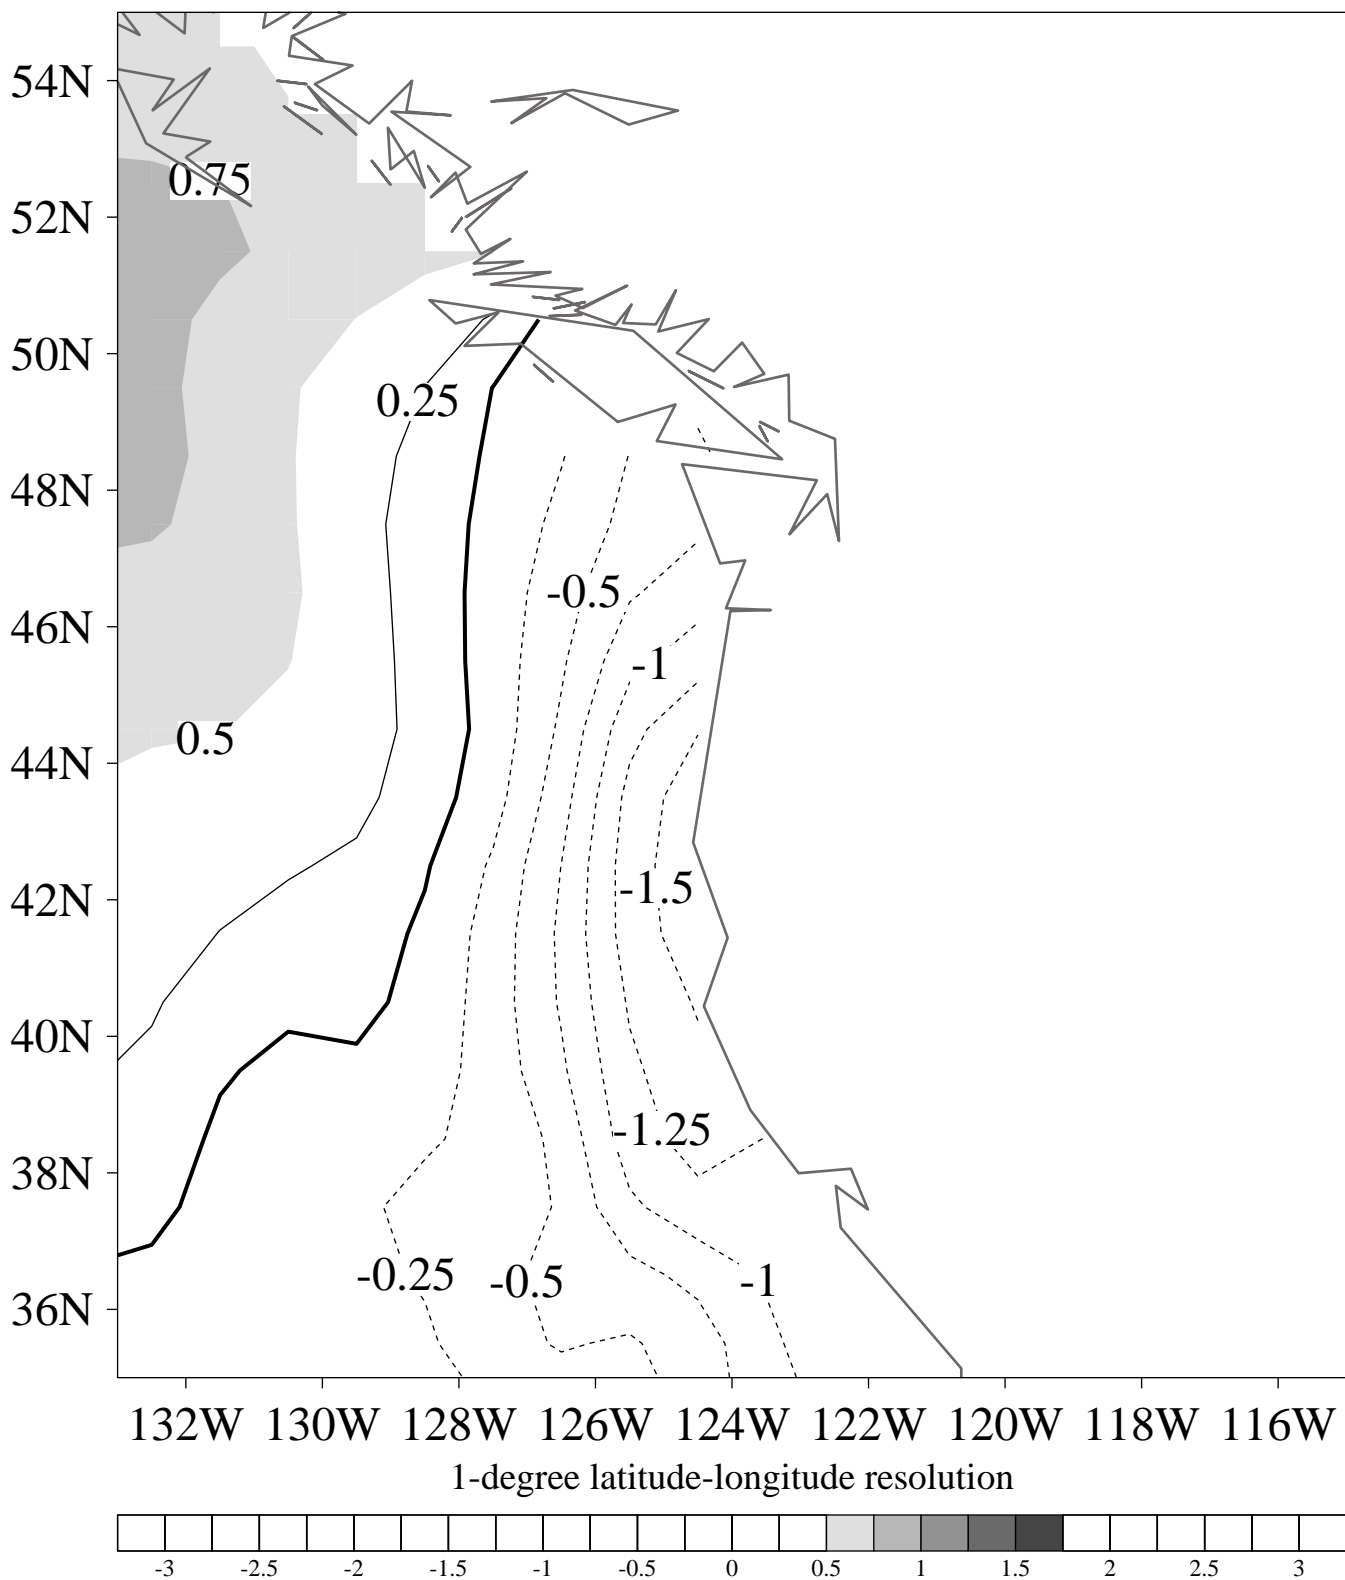 54N
0.75
52N
50N
0.25
48N
-0.5
46N
-1
0.5
44N
-1.5
42N
40N
-1.25
38N
-0.25 -0.5 -1
36N
132W 130W 128W 126W 124W 122W 120W 118W 116W
1-degree latitude-longitude resolution
-3 -2.5 -2 -1.5 -1 -0.5 0 0.5 1 1.5 2 2.5 3